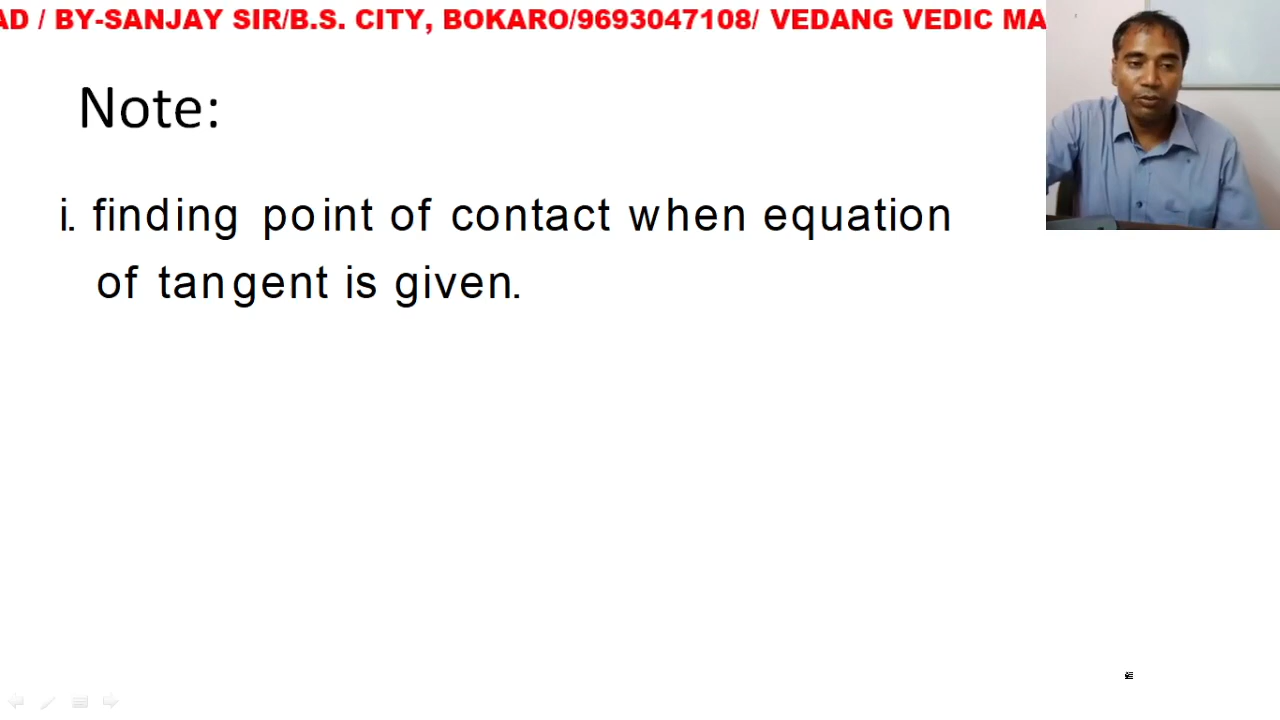 AD / BY-SANJAY SIR/B.S. CITY, BOKARO/9693047108/ VEDANG VEDIC MA
Note:
i. finding point of contact when equation
of tangent is given.